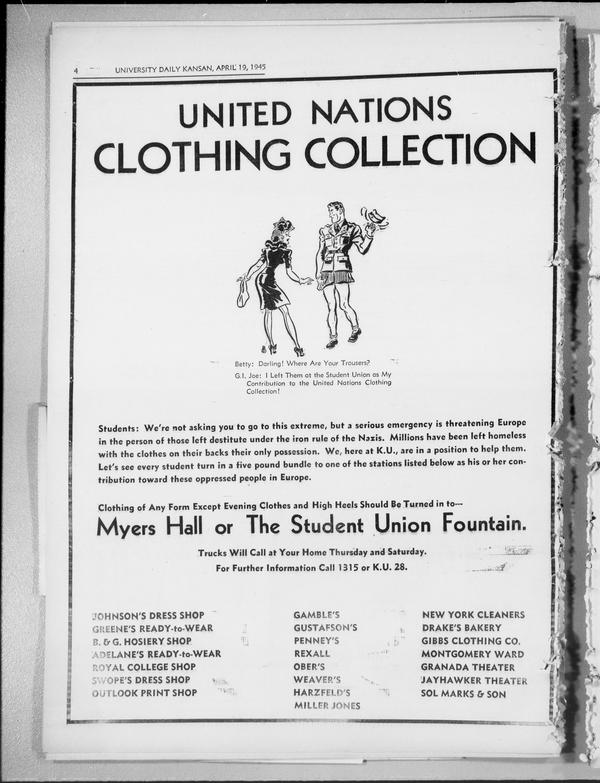 4 UNIVERSITY DAILY KANSAN, APRIL 19, 1945
UNITED NATIONS
CLOTHING COLLECTION
Betty: Darling! Where Are Your Trousers?
G.I. Joe: I Left Them at the Student Union as My
Contribution to the United Nations Clothing
Collection!
Students: We're not asking you to go to this extreme, but a serious emergency is threatening Europe
in the person of those left destitute under the iron rule of the Nazis. Millions have been left homeless
with the clothes on their backs their only possession. We, here at K.U., are in a position to help them.
Let's see every student turn in a five pound bundle to one of the stations listed below as his or her con-
tribution toward these oppressed people in Europe.
Clothing of Any Form Except Evening Clothes and High Heels Should Be Turned in to—
Myers Hall or The Student Union Fountain.
Trucks Will Call at Your Home Thursday and Saturday.
For Further Information Call 1315 or K.U. 28.
JOHNSON'S DRESS SHOP
GREENE'S READY-to-WEAR
B. & G. HOSIERY SHOP
ADELANE'S READY-to-WEAR
ROYAL COLLEGE SHOP
SWOPE'S DRESS SHOP
OUTLOOK PRINT SHOP
GAMBLE'S
GUSTAFSON'S
PENNEY'S
REXALL
OBER'S
WEAVER'S
HARZFELD'S
MILLER JONES
NEW YORK CLEANERS
DRAKE'S BAKERY
GIBBS CLOTHING CO.
MONTGOMERY WARD
GRANADA THEATER
JAYHAWKER THEATER
SOL MARKS & SON